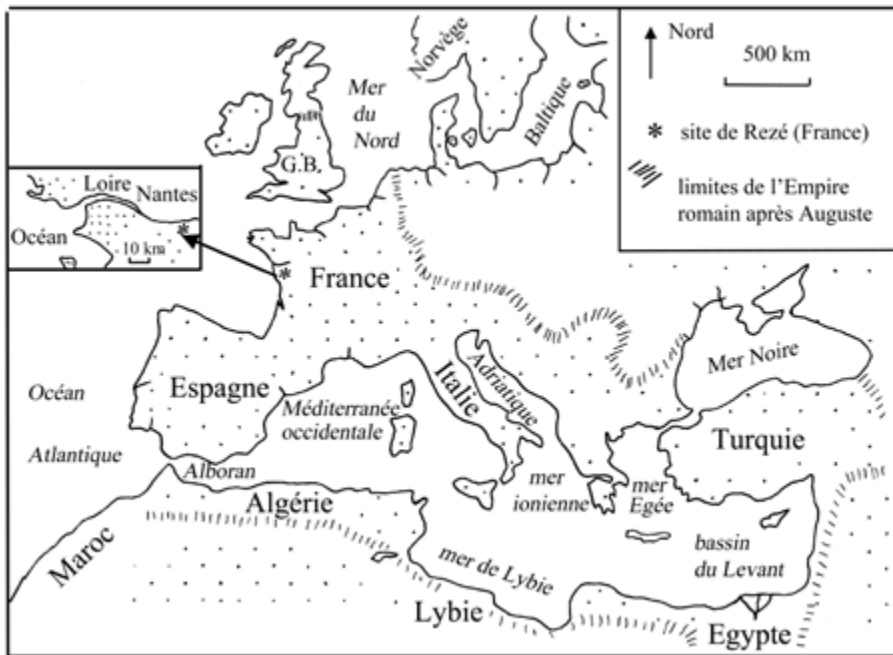 Nord
500 km
* site de Rezé (France)
limites de l'Empire
romain après Auguste
Norvège
Baltique
Mer
du
Nord
G.B.
Loire
Nantes
Océan
*
10 km
*
France
Mer Noire
Espagne
Océan
Atlantique
Méditerranée
occidentale
Italie
Adriatique
Turquie
Alboran
Algérie
Maroc
mer
ionienne
mer
Egée
bassin
du Levant
mer de Lybie
Lybie
Egypte